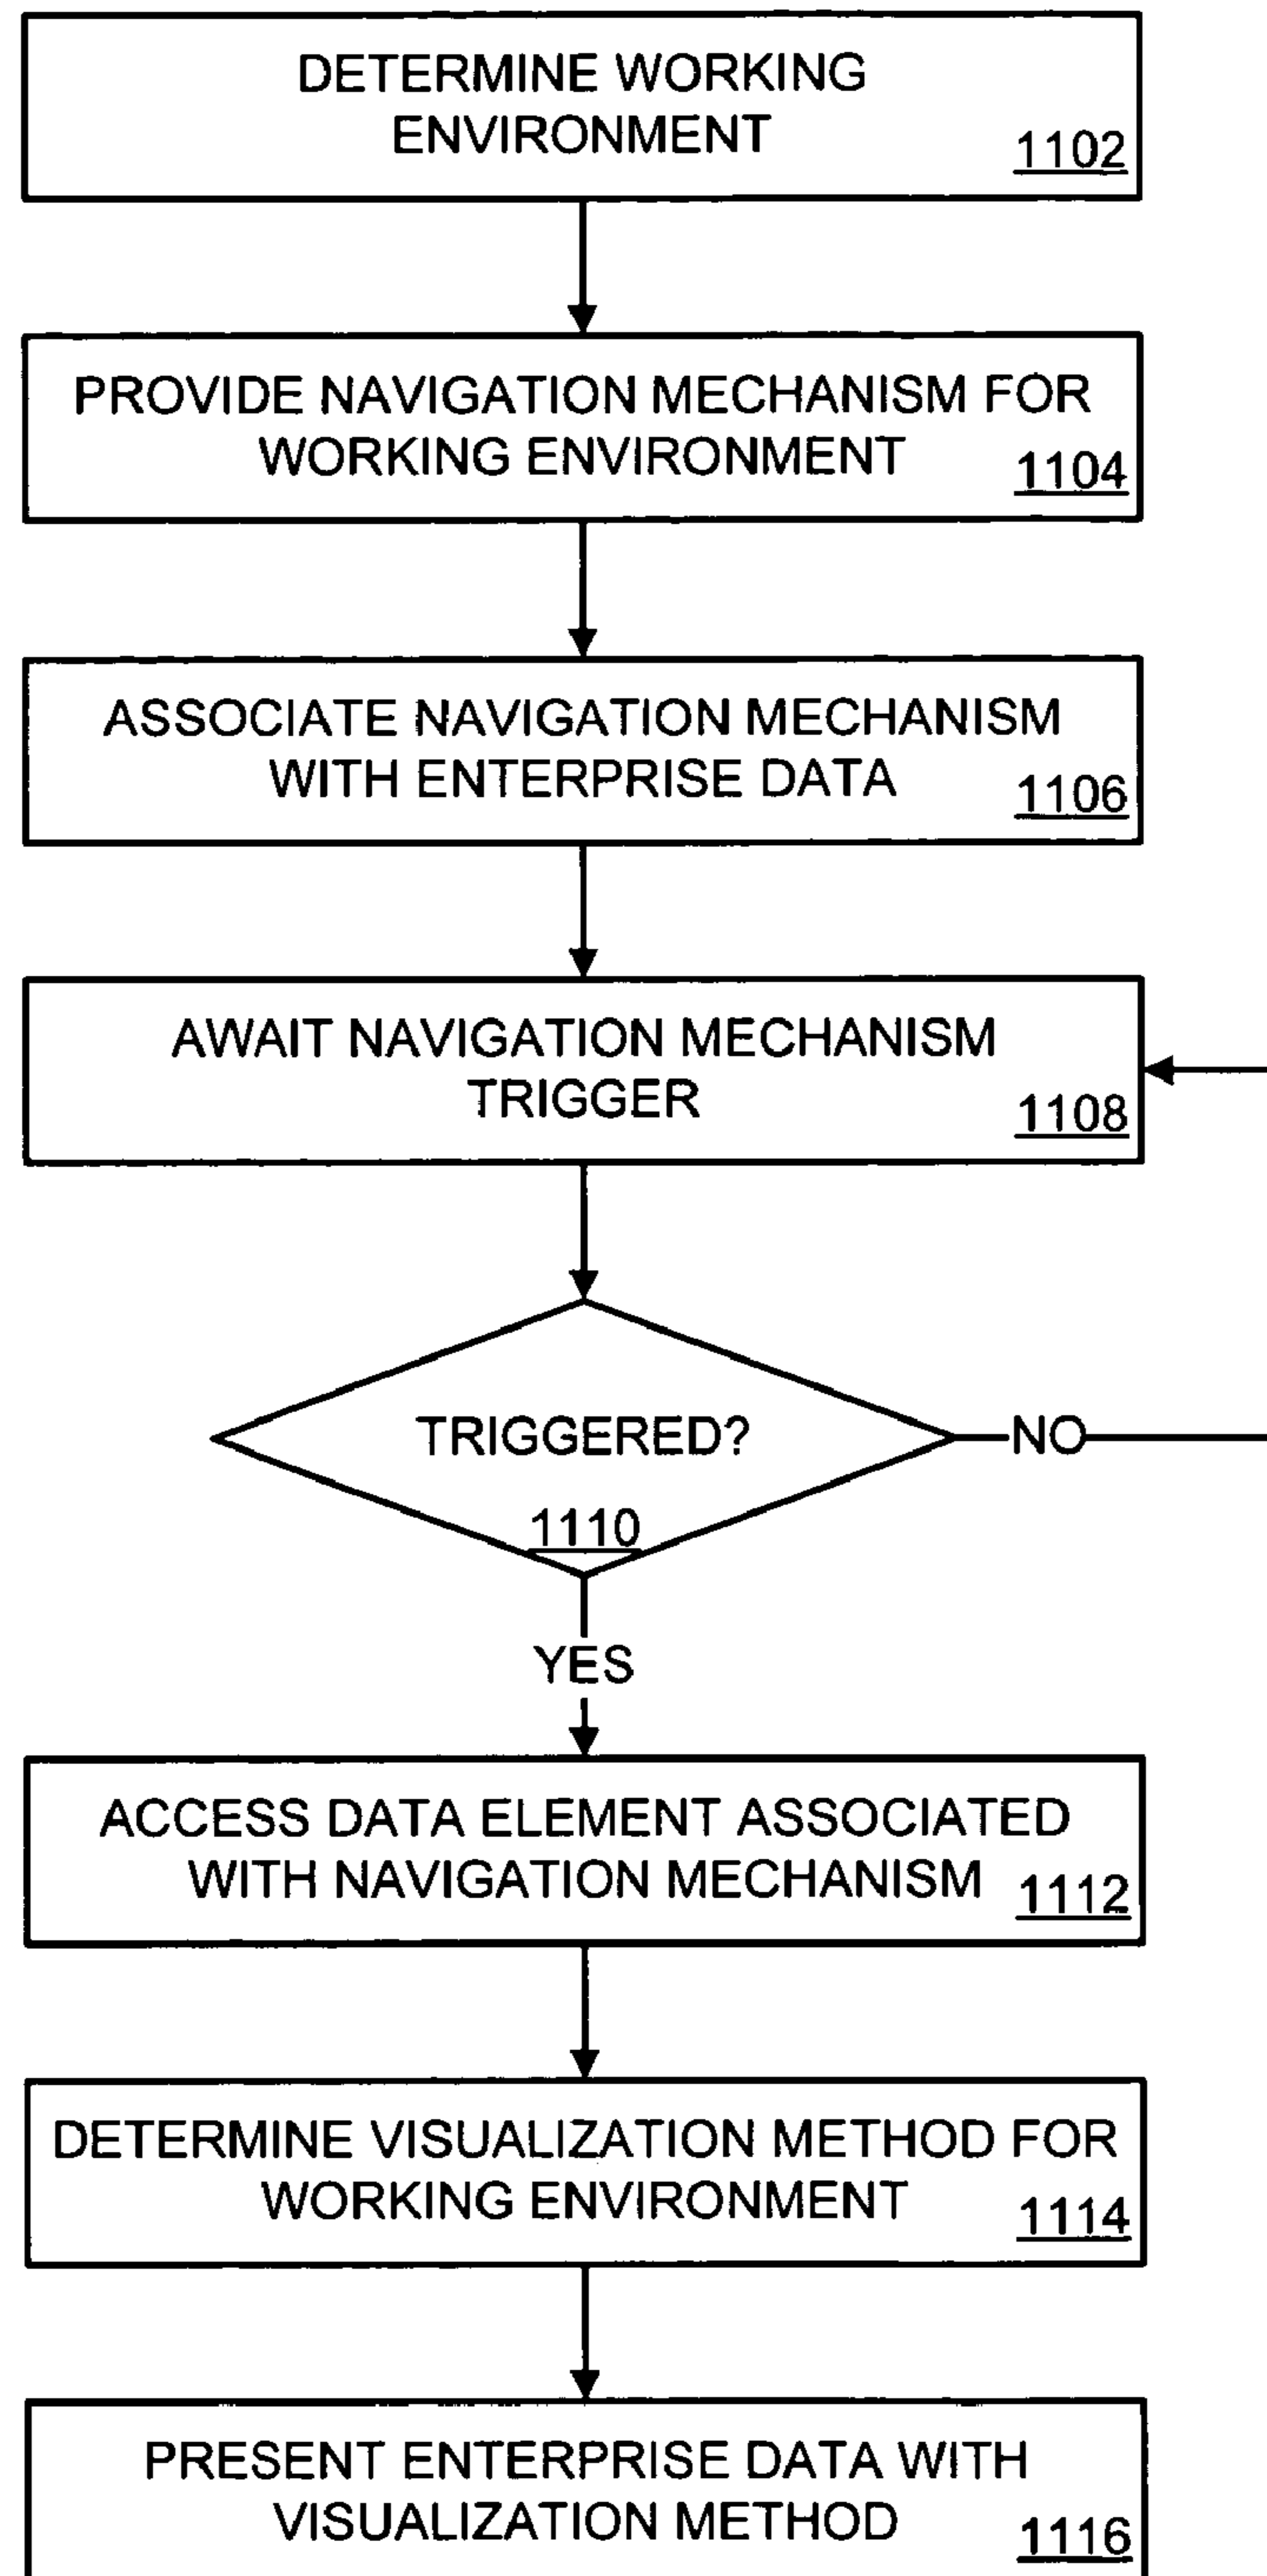 DETERMINE WORKING
ENVIRONMENT
1102
PROVIDE NAVIGATION MECHANISM FOR
WORKING ENVIRONMENT
1104
ASSOCIATE NAVIGATION MECHANISM
WITH ENTERPRISE DATA
1106
AWAIT NAVIGATION MECHANISM
TRIGGER
1108
TRIGGERED?
NO
1110
YES
ACCESS DATA ELEMENT ASSOCIATED
WITH NAVIGATION MECHANISM
1112
DETERMINE VISUALIZATION METHOD FOR
WORKING ENVIRONMENT
1114
PRESENT ENTERPRISE DATA WITH
VISUALIZATION METHOD
1116